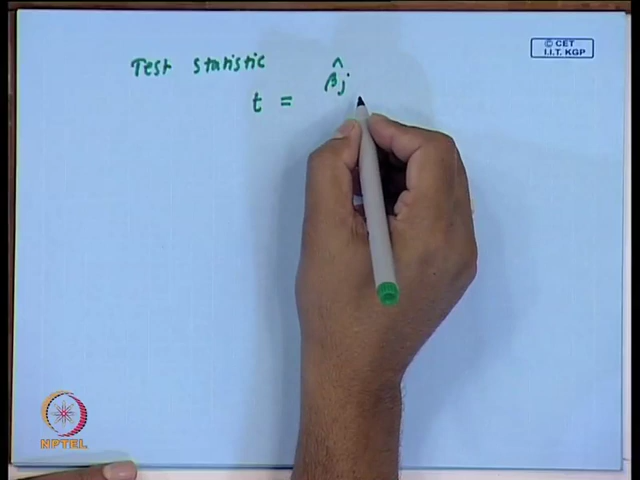 © CET
I.I.T. KGP
Test statistic
β̂j
t =
NPTEL